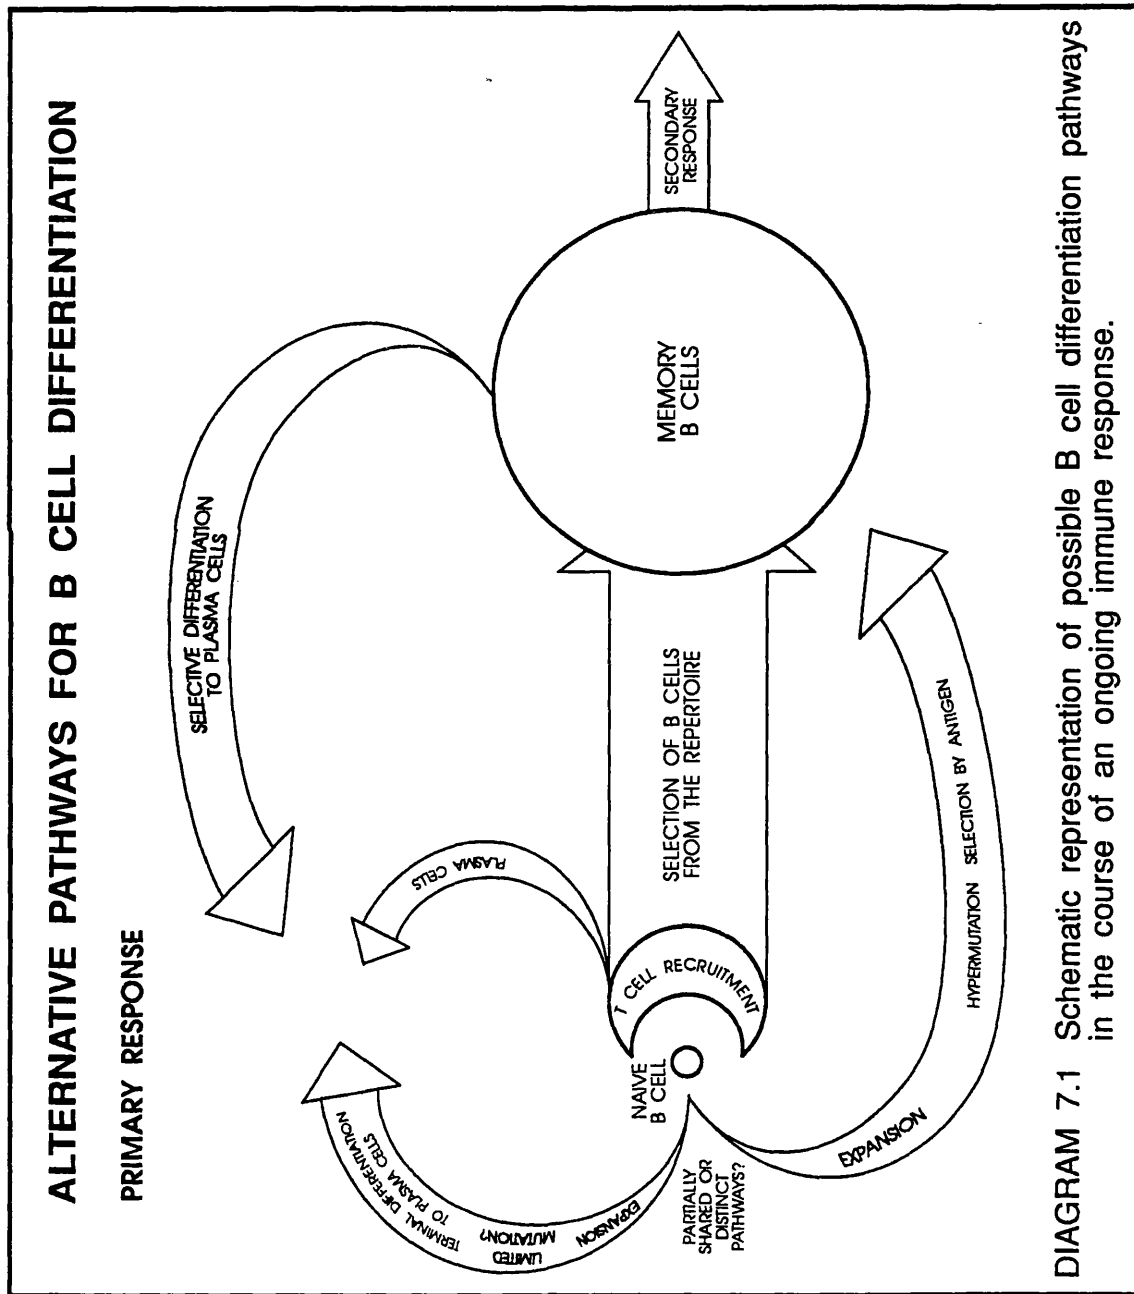 ALTERNATIVE PATHWAYS FOR B CELL DIFFERENTIATION
PRIMARY RESPONSE
SELECTIVE DIFFERENTIATION
TO PLASMA CELLS
PLASMA CELLS
TERMINAL DIFFERENTIATION
TO PLASMA CELLS
LIMITED
MUTATION?
EXPANSION
NAIVE
B CELL
T CELL RECRUITMENT
SELECTION OF B CELLS
FROM THE REPERTOIRE
MEMORY
B CELLS
SECONDARY
RESPONSE
PARTIALLY
SHARED OR
DISTINCT
PATHWAYS?
EXPANSION
HYPERMUTATION SELECTION BY ANTIGEN
DIAGRAM 7.1 Schematic representation of possible B cell differentiation pathways
in the course of an ongoing immune response.